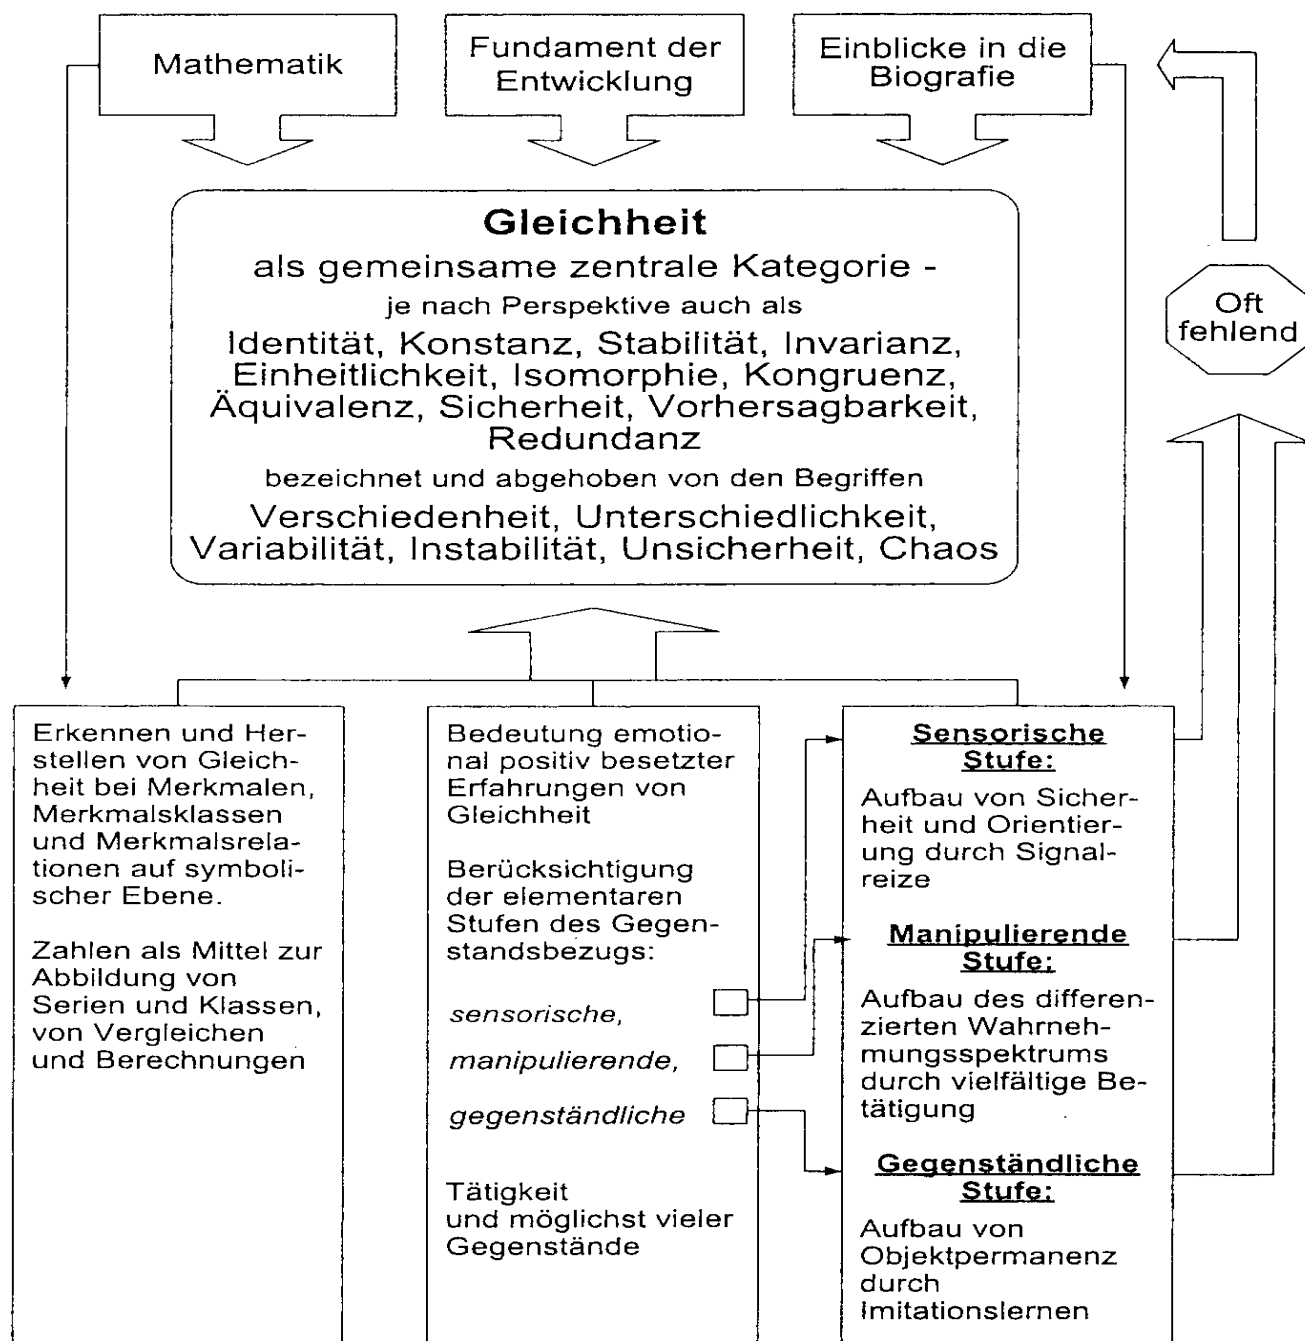 Mathematik
Fundament der
Entwicklung
Einblicke in die
Biografie
Gleichheit
als gemeinsame zentrale Kategorie -
je nach Perspektive auch als
Identität, Konstanz, Stabilität, Invarianz,
Einheitlichkeit, Isomorphie, Kongruenz,
Äquivalenz, Sicherheit, Vorhersagbarkeit,
Redundanz
bezeichnet und abgehoben von den Begriffen
Verschiedenheit, Unterschiedlichkeit,
Variabilität, Instabilität, Unsicherheit, Chaos
Oft
fehlend
Erkennen und Her-
stellen von Gleich-
heit bei Merkmalen,
Merkmalsklassen
und Merkmalsrela-
tionen auf symboli-
scher Ebene.
Zahlen als Mittel zur
Abbildung von
Serien und Klassen,
von Vergleichen
und Berechnungen
Bedeutung emotio-
nal positiv besetzter
Erfahrungen von
Gleichheit
Berücksichtigung
der elementaren
Stufen des Gegen-
standsbezugs:
sensorische,
manipulierende,
gegenständliche
Tätigkeit
und möglichst vieler
Gegenstände
Sensorische
Stufe:
Aufbau von Sicher-
heit und Orientier-
ung durch Signal-
reize
Manipulierende
Stufe:
Aufbau des differen-
zierten Wahrneh-
mungsspektrums
durch vielfältige Be-
tätigung
Gegenständliche
Stufe:
Aufbau von
Objektpermanenz
durch
Imitationslernen